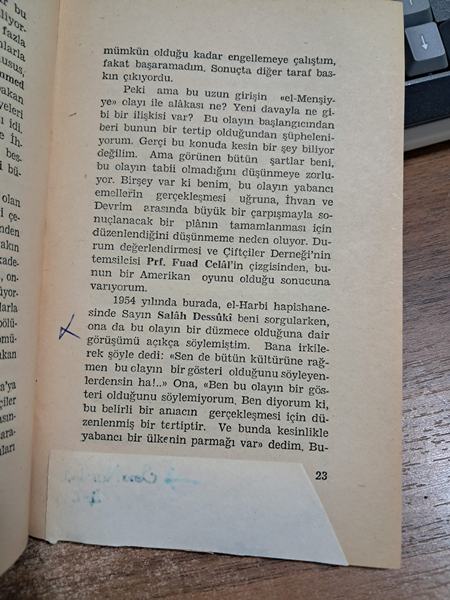 mümkün olduğu kadar engellemeye çalıştım,
fakat başaramadım. Sonuçta diğer taraf bas-
kın çıkıyordu.
Peki ama bu uzun girişin «el-Menşiy-
ye» olayı ile alâkası ne? Yeni davayla ne gi-
bi bir ilişkisi var? Bu olayın başlangıcından
beri bunun bir tertip olduğundan şüpheleni-
yorum. Gerçi bu konuda kesin bir şey biliyor
değilim. Ama görünen bütün şartlar beni,
bu olayın tabii olmadığını düşünmeye zorlu-
yor. Birşey var ki benim, bu olayın yabancı
emellerin gerçekleşmesi uğruna, İhvan ve
Devrim arasında büyük bir çarpışmayla so-
nuçlanacak bir plânın tamamlanması için
düzenlendiğini düşünmeme neden oluyor. Du-
rum değerlendirmesi ve Çiftçiler Derneği'nin
temsilcisi Prf. Fuad Celâl'in çizgisinden, bu-
nun bir Amerikan oyunu olduğu sonucuna
varıyorum.
1954 yılında burada, el-Harbi hapishane-
sinde Sayın Salâh Dessûkî beni sorgularken,
ona da bu olayın bir düzmece olduğuna dair
görüşümü açıkça söylemiştim. Bana irkile-
rek şöyle dedi: «Sen de bütün kültürüne rağ-
men bu olayın bir gösteri olduğunu söyleyen-
lerdensin ha!..» Ona, «Ben bu olayın bir gös-
teri olduğunu söylemiyorum. Ben diyorum ki,
bu belirli bir amacın gerçekleşmesi için dü-
zenlenmiş bir tertiptir. Ve bunda kesinlikle
yabancı bir ülkenin parmağı var» dedim. Bu-
23